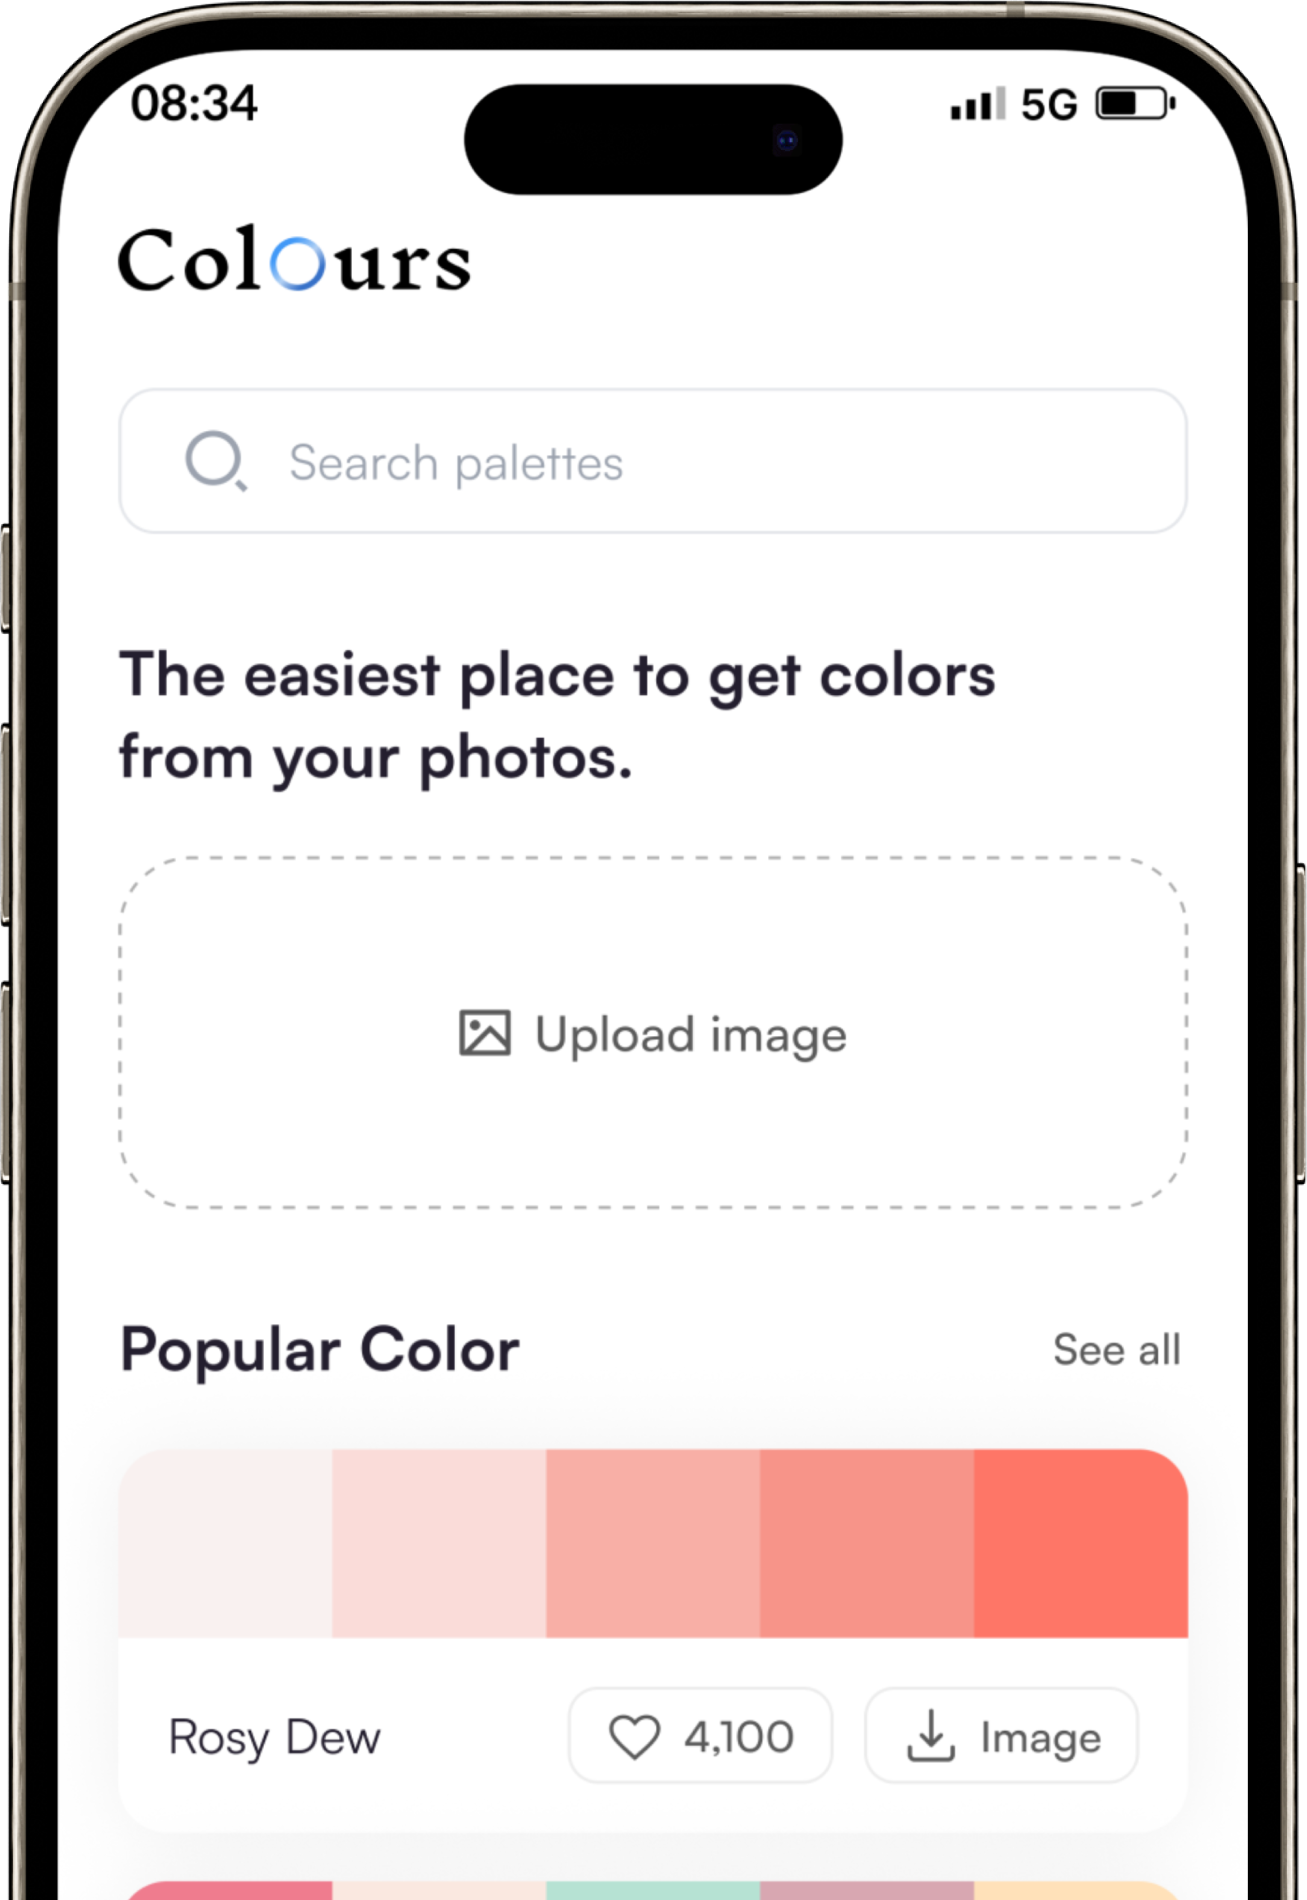 08:34
5G
Colours
Search palettes
The easiest place to get colors
from your photos.
Upload image
Popular Color
See all
Rosy Dew
4,100
Image